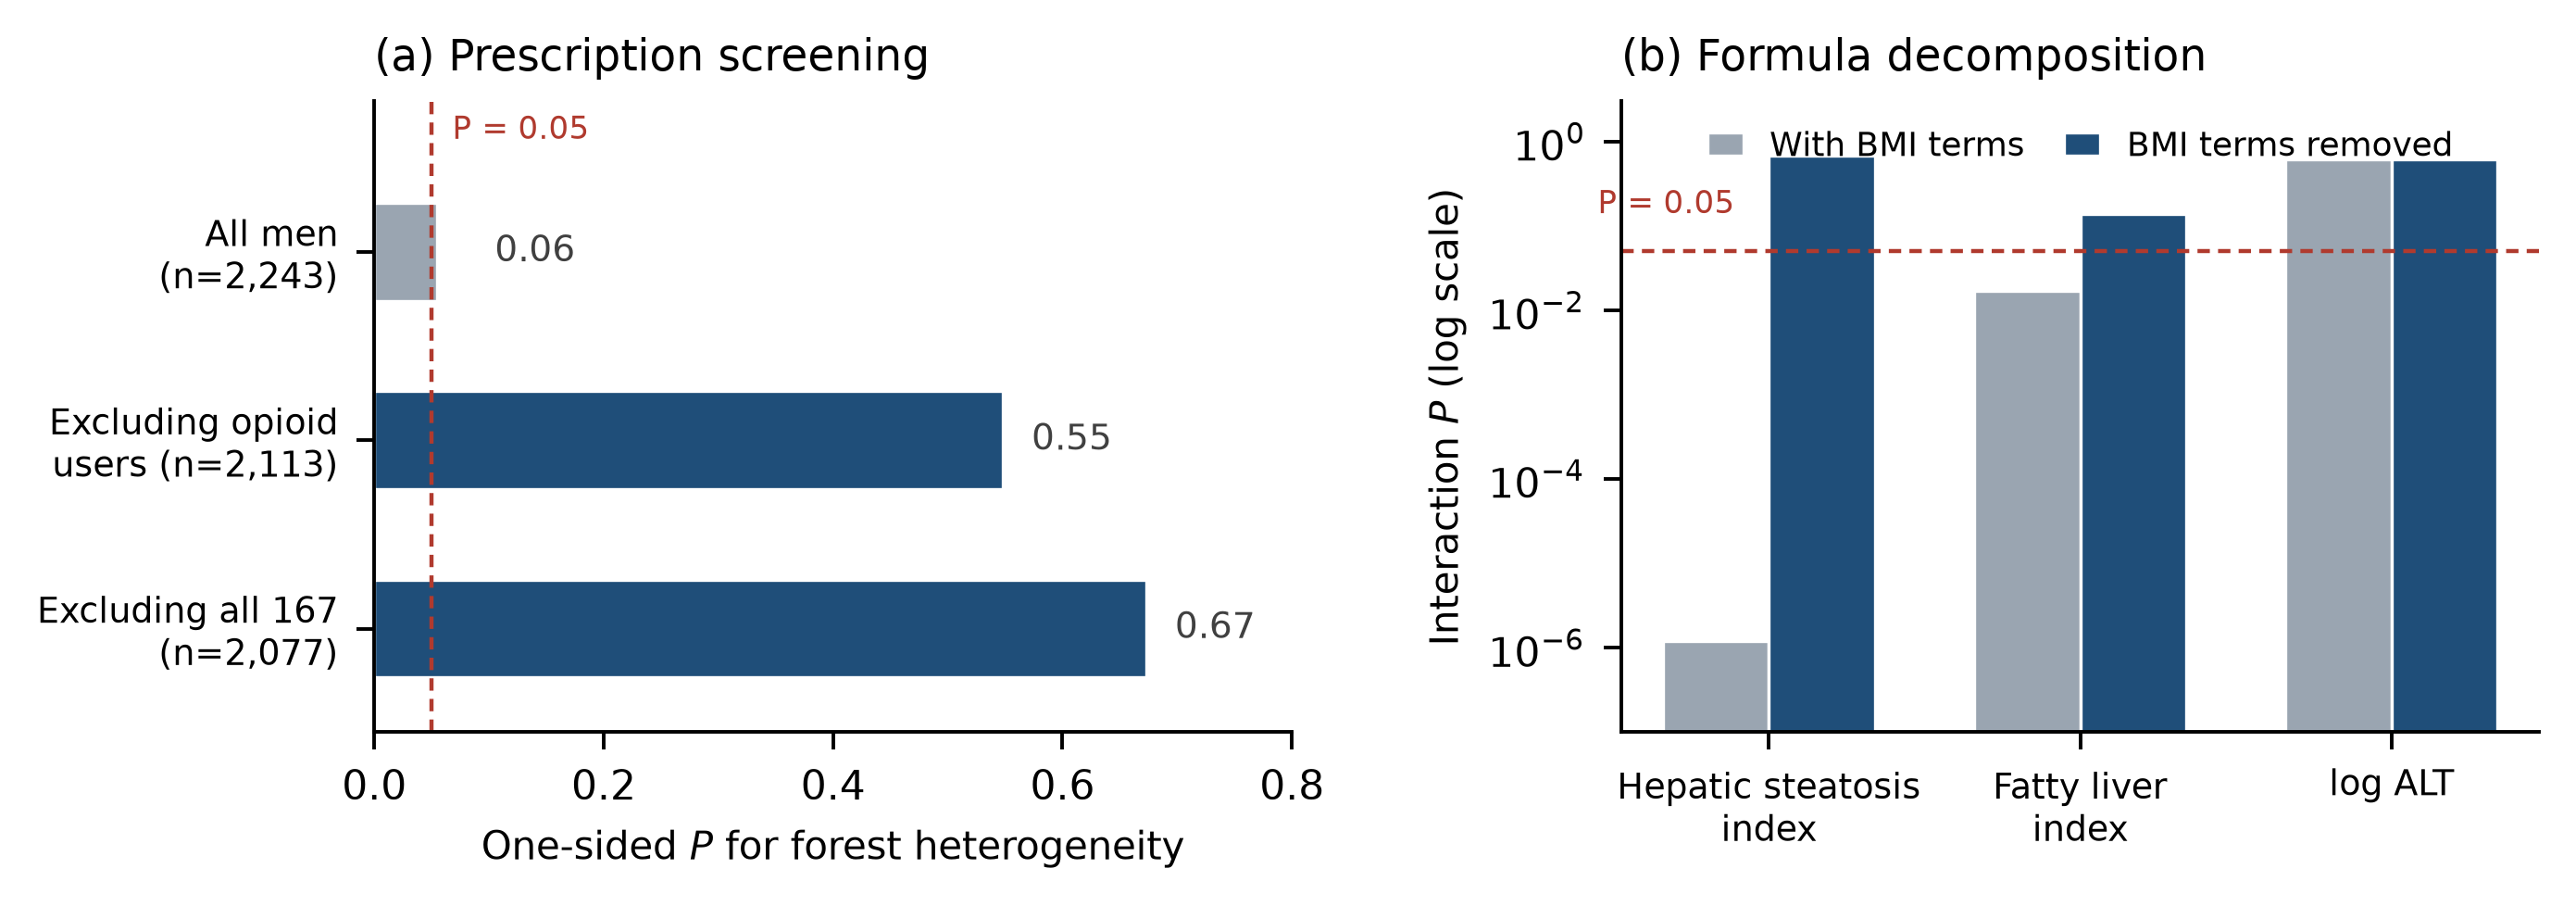 (a) Prescription screening
P = 0.05
All men
(n=2,243)
0.06
Excluding opioid
users (n=2,113)
0.55
Excluding all 167
(n=2,077)
0.67
0.0 0.2 0.4 0.6 0.8
One-sided P for forest heterogeneity
(b) Formula decomposition
With BMI terms
BMI terms removed
P = 0.05
Interaction P (log scale)
10⁰
10⁻²
10⁻⁴
10⁻⁶
Hepatic steatosis
index
Fatty liver
index
log ALT